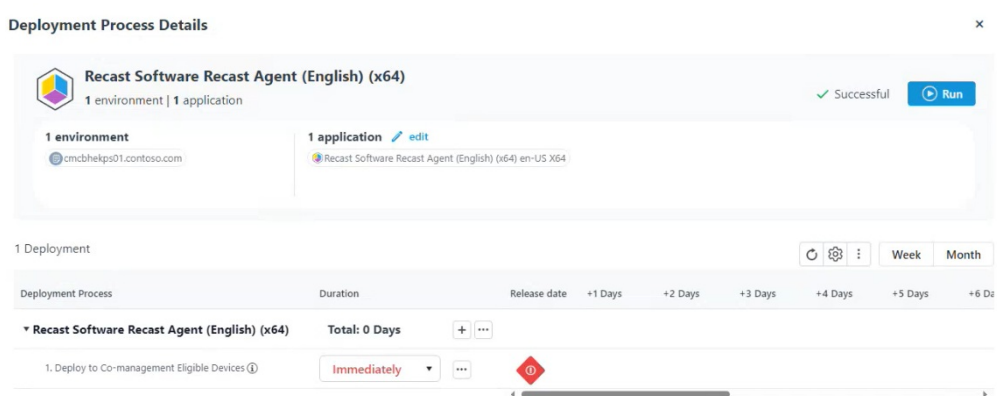 Deployment Process Details
Recast Software Recast Agent (English) (x64)
1 environment | 1 application
Successful
Run
1 environment
1 application edit
cmcbhekps01.contoso.com
Recast Software Recast Agent (English) (x64) en-US X64
1 Deployment
Week Month
Deployment Process Duration Release date +1 Days +2 Days +3 Days +4 Days +5 Days +6 Da
Recast Software Recast Agent (English) (x64) Total: 0 Days
1. Deploy to Co-management Eligible Devices Immediately